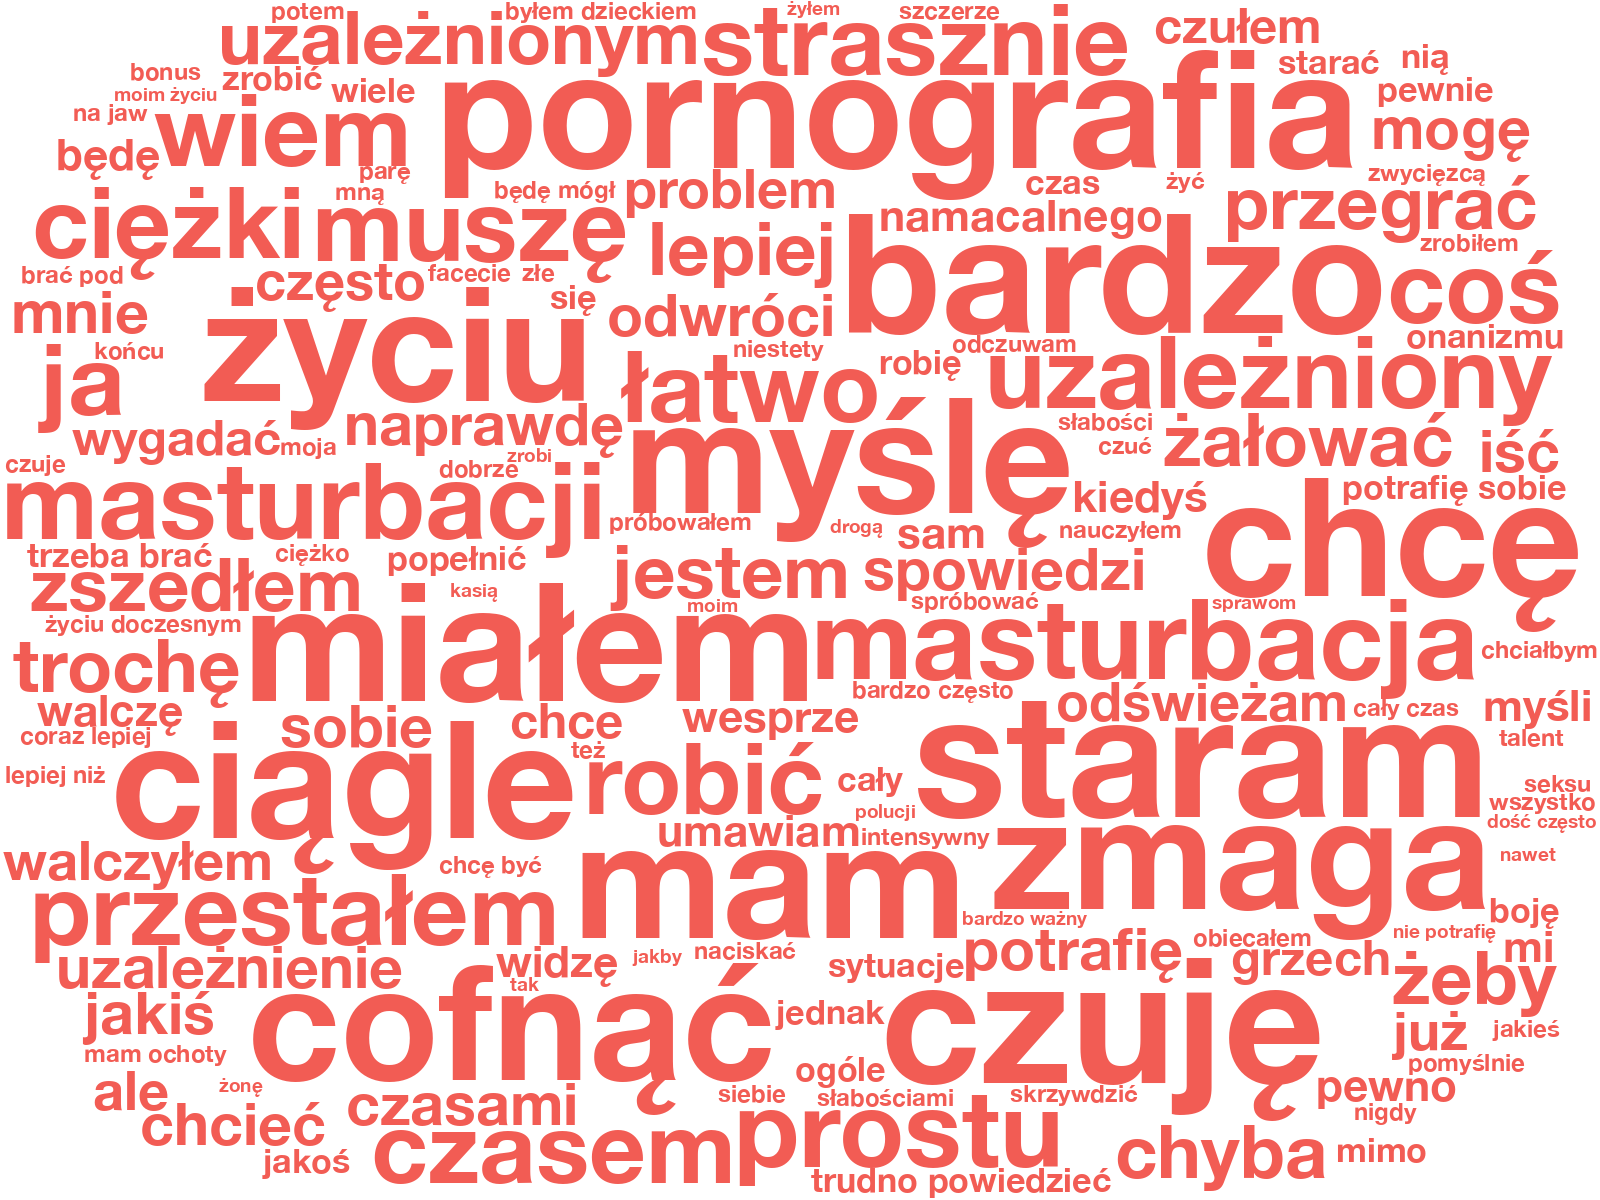 potem
byłem dzieckiem
żyłem
szczerze
uzależnionym
strasznie
czułem
bonus
zrobić
wiele
starać
nią
moim życiu
pornografia
pewnie
na jaw
wiem
mogę
będę
parę
mną
będę mógł
problem
czas
żyć
zwycięzcą
ciężki
muszę
namacalnego
przegrać
lepiej
bardzo
zrobiłem
brać pod
często
facecie
złe
się
coś
mnie
życiu
odwróci
onanizmu
końcu
niestety
odczuwam
ja
łatwo
robię
uzależniony
wygadać
moja
naprawdę
myślę
słabości
czuć
żałować
iść
czuje
dobrze
zrobi
masturbacji
kiedyś
potrafię sobie
próbowałem
drogą
sam
nauczyłem
chcę
trzeba brać
ciężko
popełnić
jestem
spowiedzi
zszedłem
kasią
moim
spróbować
sprawom
życiu doczesnym
miałem
masturbacja
trochę
chciałbym
bardzo często
walczę
sobie
chce
wesprze
odświeżam
cały czas
myśli
coraz lepiej
też
talent
lepiej niż
ciągle
robić
cały
staram
seksu
wszystko
polucji
dość często
umawiam
intensywny
walczyłem
chcę być
mam
zmaga
nawet
przestałem
bardzo ważny
boję
nie potrafię
uzależnienie
widzę
jakby
naciskać
sytuacje
potrafię
obiecałem
grzech
mi
tak
żeby
jakiś
cofnąć
jednak
czuję
już
jakieś
mam ochoty
ogóle
pomyślnie
ale
żonę
czasami
siebie
słabościami
skrzywdzić
pewno
chcieć
nigdy
jakoś
czasem
prostu
chyba
mimo
trudno powiedzieć